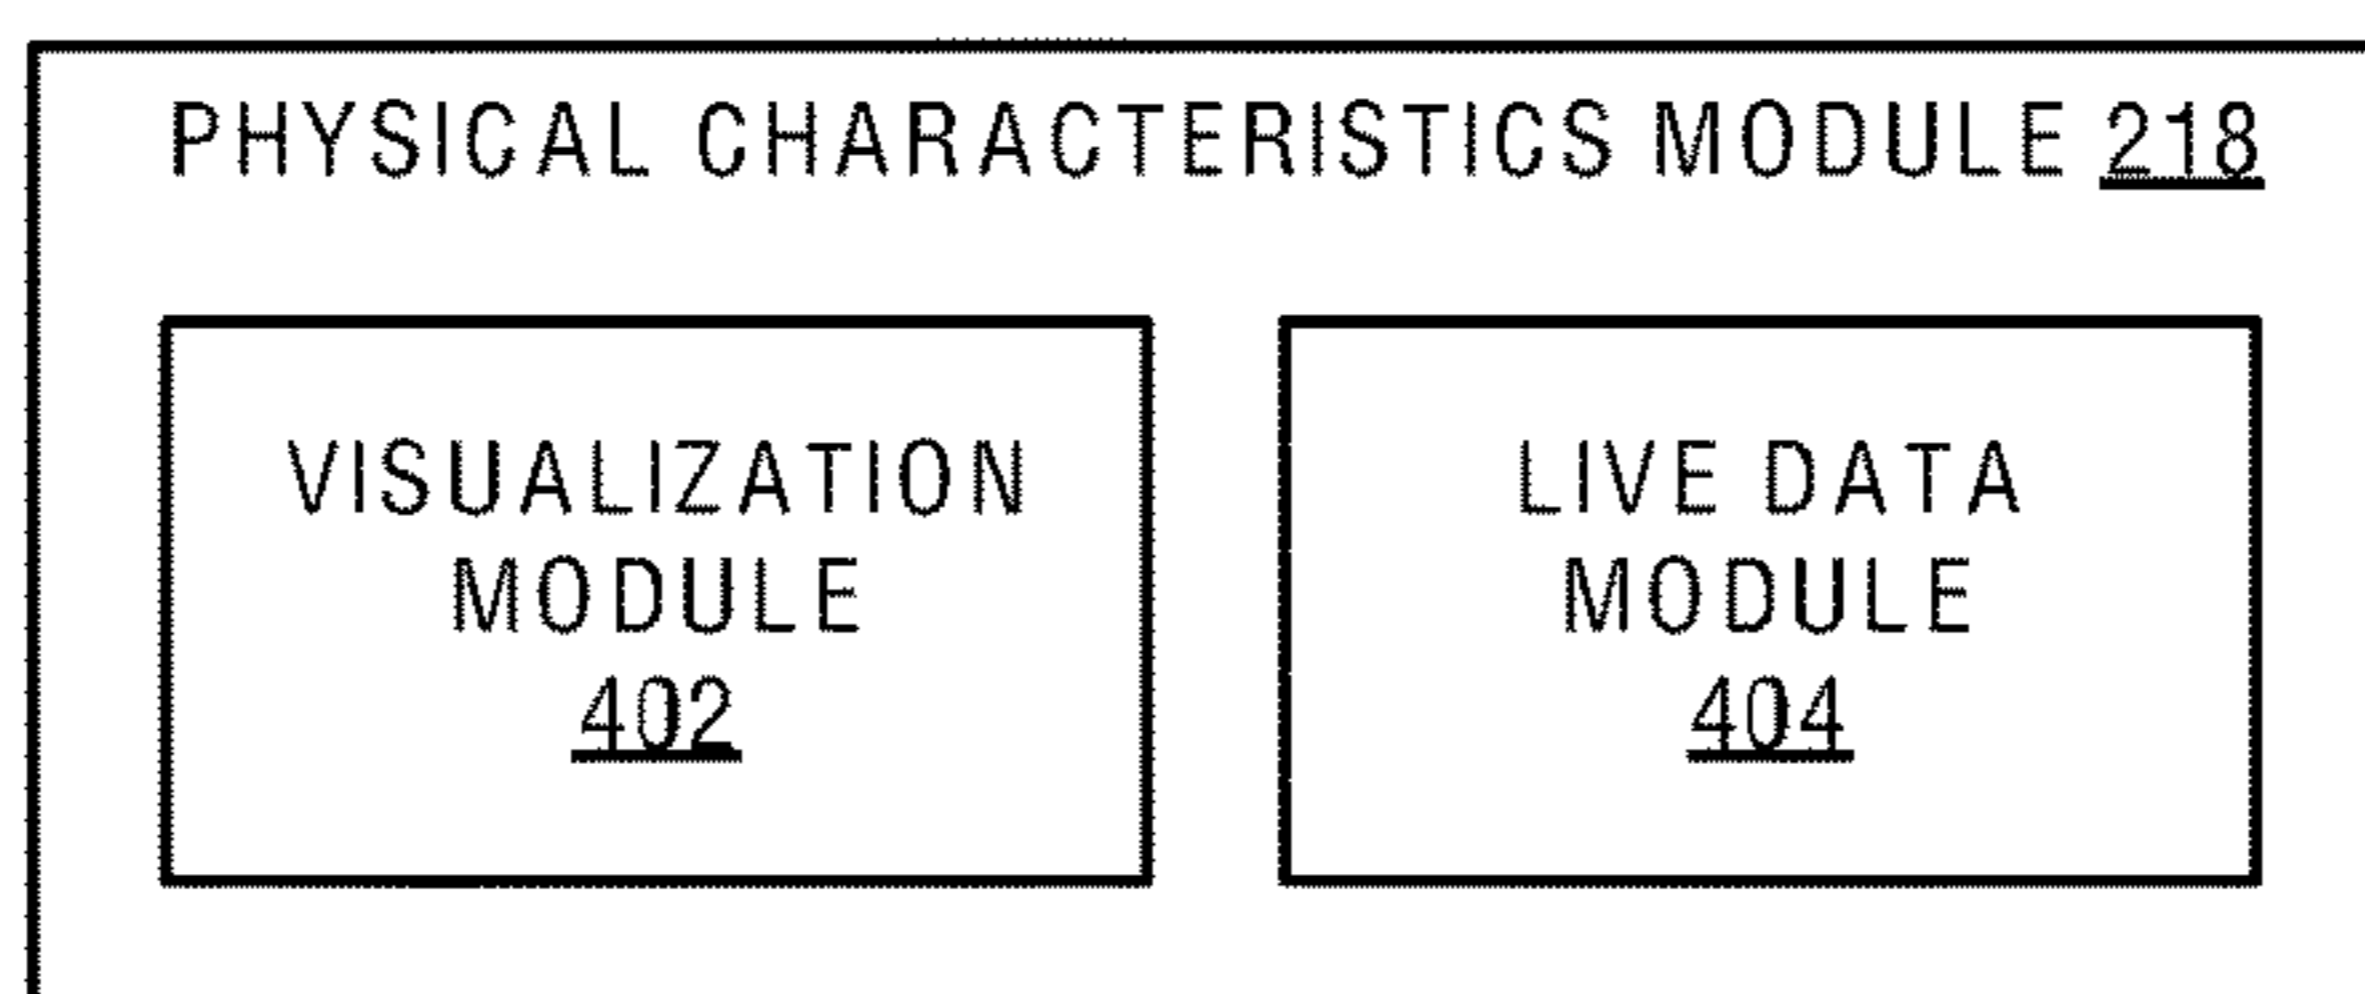 PHYSICAL CHARACTERISTICS MODULE 218
VISUALIZATION
MODULE
402
LIVE DATA
MODULE
404